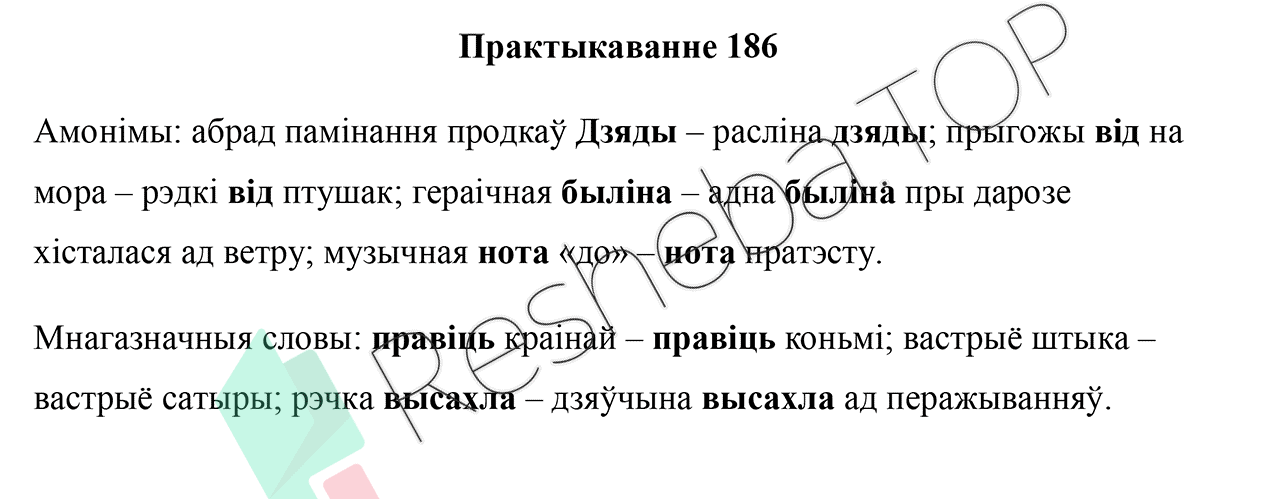 Практыкаванне 186
Амонімы: абрад памінання продкаў Дзяды – расліна дзяды; прыгожы від на
мора – рэдкі від птушак; гераічная быліна – адна быліна пры дарозе
хісталася ад ветру; музычная нота «до» – нота пратэсту.
Мнагазначныя словы: правіць краінай – правіць коньмі; вастрыё штыка –
вастрыё сатыры; рэчка высахла – дзяўчына высахла ад перажыванняў.
Resheba TOP